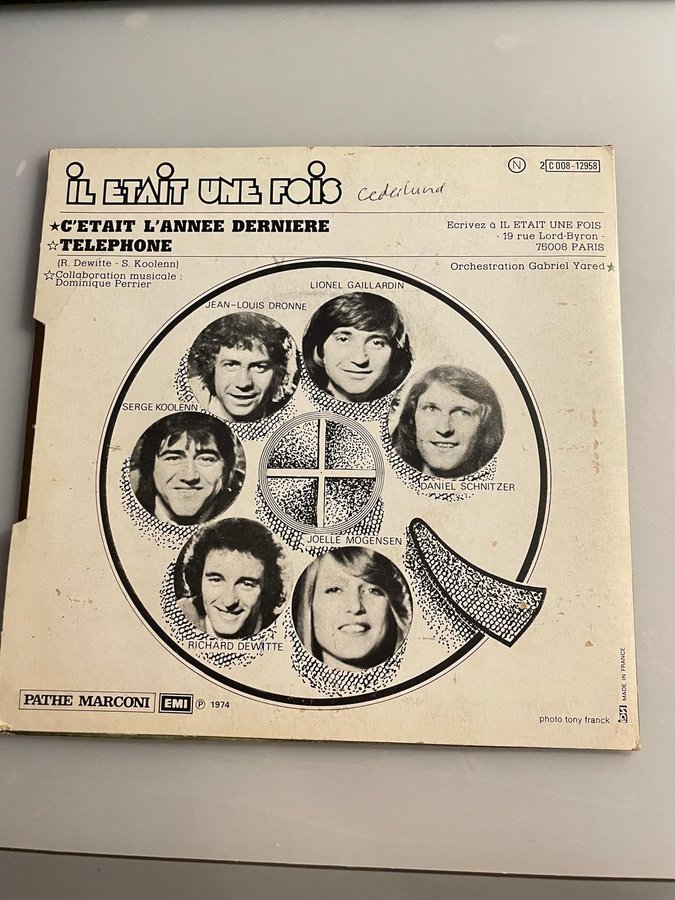 IL ETAIT UNE FOIS
Cederlund
N 2 C 008-12958
★C'ETAIT L'ANNEE DERNIERE
☆TELEPHONE
(R. Dewitte - S. Koolenn)
☆Collaboration musicale :
Dominique Perrier
Ecrivez à IL ETAIT UNE FOIS
- 19 rue Lord-Byron -
75008 PARIS
Orchestration Gabriel Yared★
LIONEL GAILLARDIN
JEAN-LOUIS DRONNE
SERGE KOOLENN
DANIEL SCHNITZER
JOELLE MOGENSEN
RICHARD DEWITTE
PATHE MARCONI EMI ℗ 1974
photo tony franck
MADE IN FRANCE